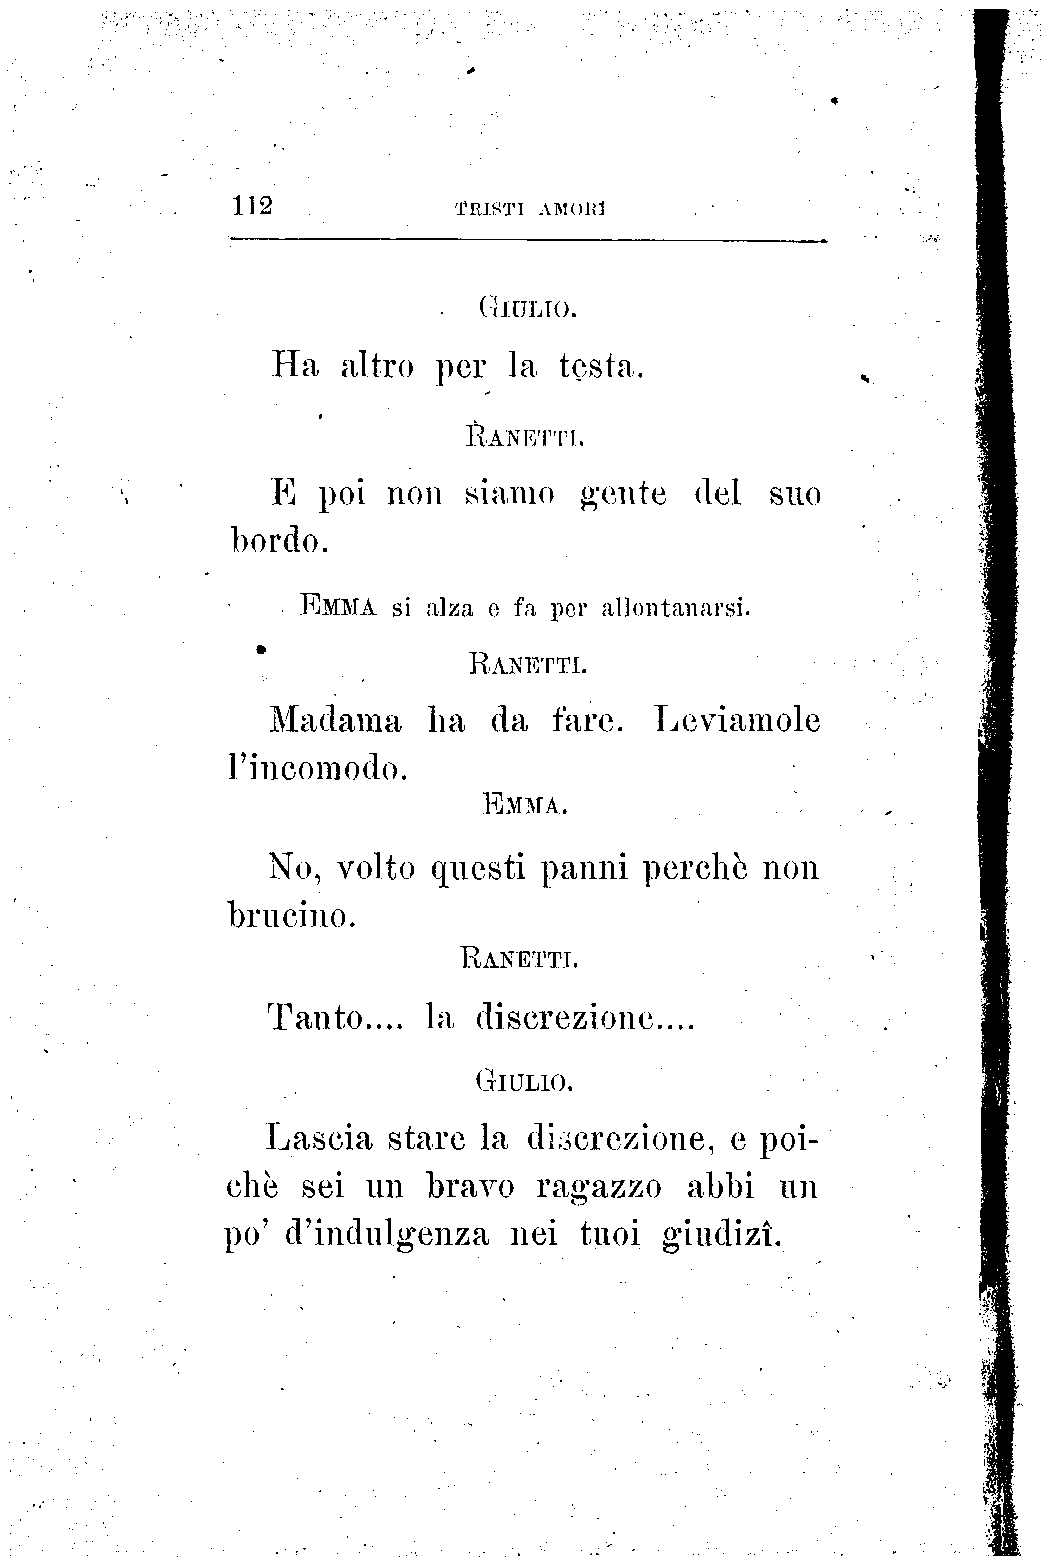 112 TRISTI AMORI
GIULIO.
Ha altro per la testa.
RANETTI.
E poi non siamo gente del suo
bordo.
EMMA si alza e fa per allontanarsi.
RANETTI.
Madama ha da fare. Leviamole
l'incomodo.
EMMA.
No, volto questi panni perchè non
brucino.
RANETTI.
Tanto.... la discrezione....
GIULIO.
Lascia stare la discrezione, e poi-
chè sei un bravo ragazzo abbi un
po' d'indulgenza nei tuoi giudizî.